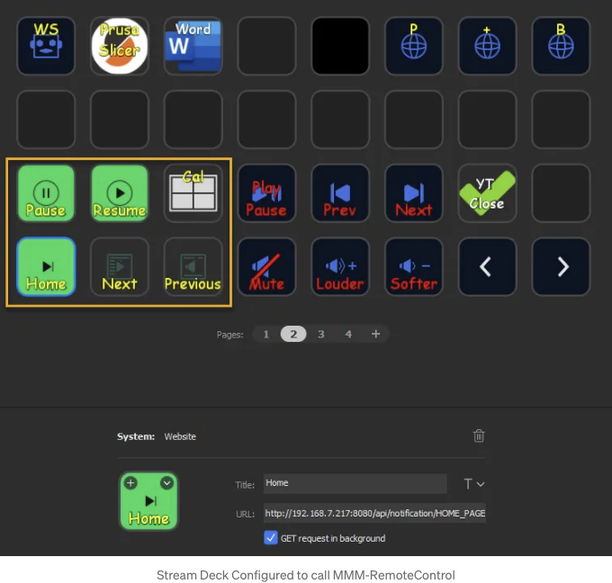 WS
Prusa
Slicer
Word
W
P
+
B
Pause
Resume
Cal
Play
Pause
Prev
Next
YT
Close
Home
Next
Previous
Mute
Louder
Softer
Pages: 1 2 3 4 +
System: Website
Home
Title: Home
T
URL: http://192.168.7.217:8080/api/notification/HOME_PAGE
GET request in background
Stream Deck Configured to call MMM-RemoteControl